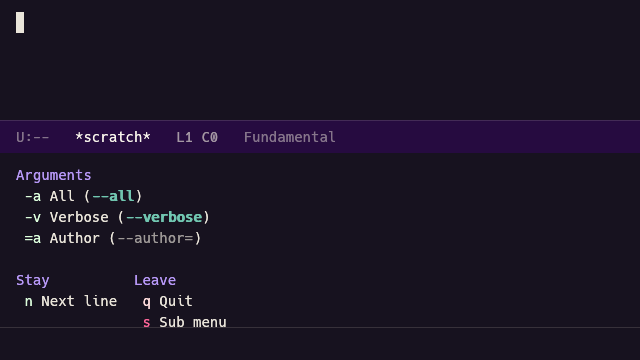 U:-- *scratch* L1 C0 Fundamental
Arguments
-a All (--all)
-v Verbose (--verbose)
=a Author (--author=)
Stay Leave
n Next line q Quit
s Sub menu